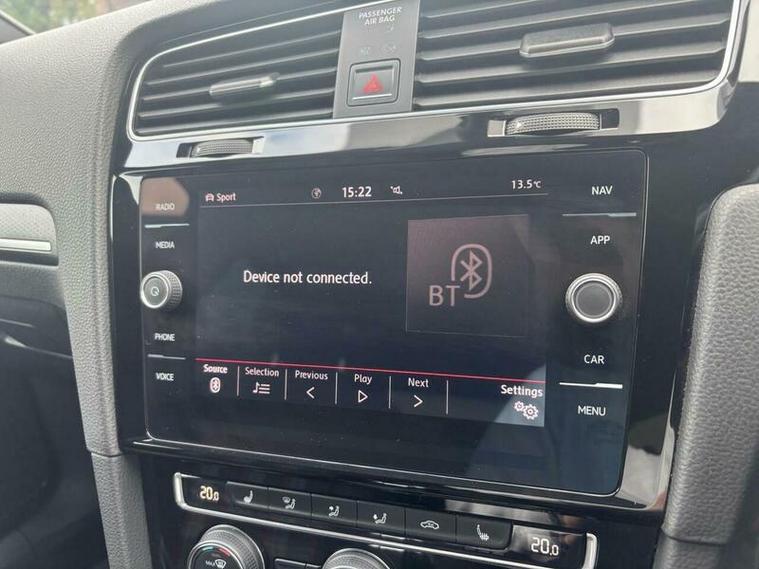 PASSENGER
AIR BAG
Sport
15:22
13.5°C
RADIO
MEDIA
PHONE
VOICE
Device not connected.
BT
NAV
APP
CAR
MENU
Source
Selection
Previous
Play
Next
Settings
20.0
20.0
MAX